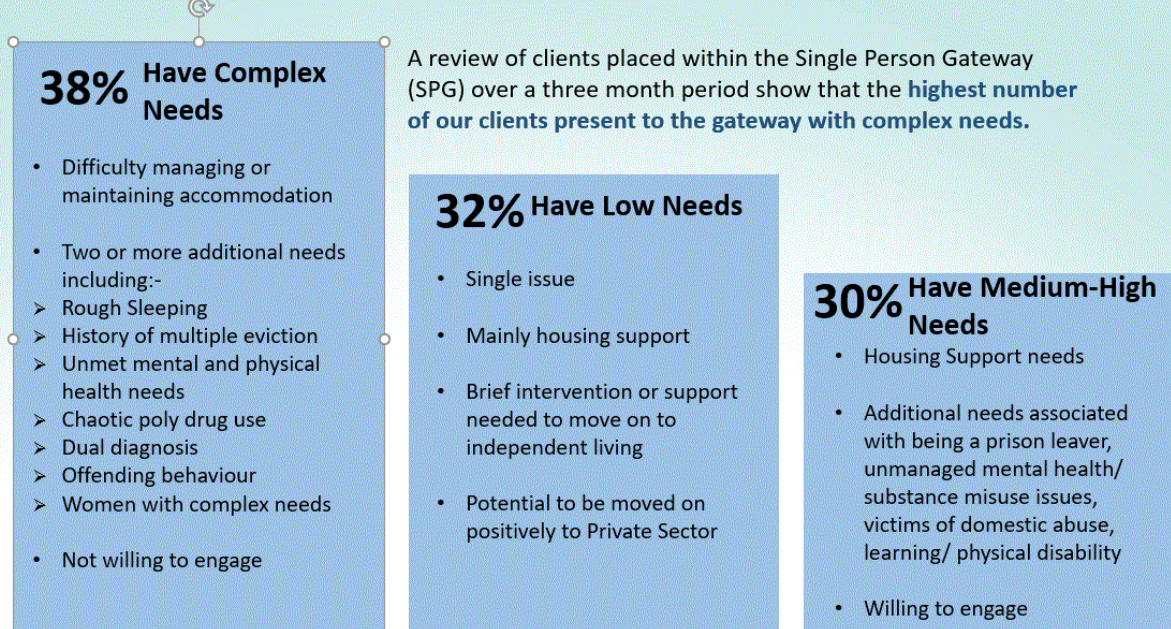 38% Have Complex
Needs
• Difficulty managing or
maintaining accommodation
• Two or more additional needs
including:-
➢ Rough Sleeping
➢ History of multiple eviction
➢ Unmet mental and physical
health needs
➢ Chaotic poly drug use
➢ Dual diagnosis
➢ Offending behaviour
➢ Women with complex needs
• Not willing to engage
A review of clients placed within the Single Person Gateway
(SPG) over a three month period show that the highest number
of our clients present to the gateway with complex needs.
32% Have Low Needs
• Single issue
• Mainly housing support
• Brief intervention or support
needed to move on to
independent living
• Potential to be moved on
positively to Private Sector
30% Have Medium-High
Needs
• Housing Support needs
• Additional needs associated
with being a prison leaver,
unmanaged mental health/
substance misuse issues,
victims of domestic abuse,
learning/ physical disability
• Willing to engage